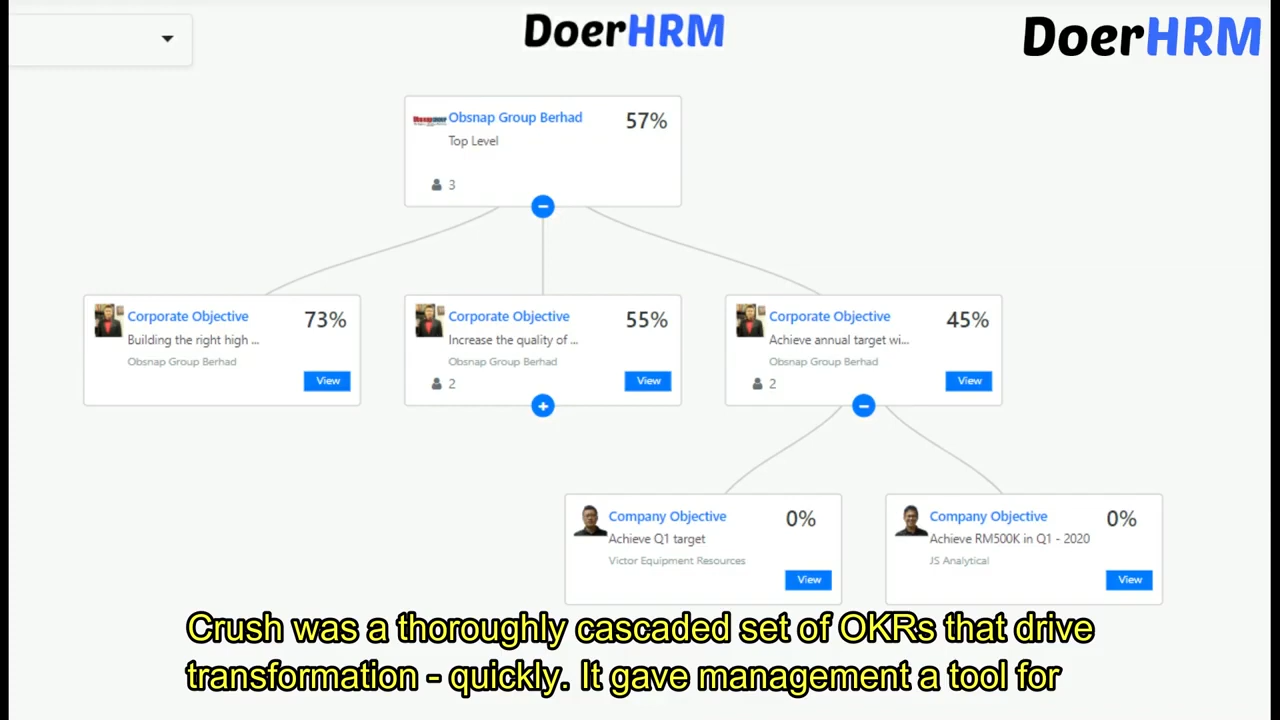 DoerHRM
DoerHRM
Obsnap Group Berhad
57%
Top Level
3
Corporate Objective
73%
Building the right high ...
Obsnap Group Berhad
View
Corporate Objective
55%
Increase the quality of ...
Obsnap Group Berhad
2
View
Corporate Objective
45%
Achieve annual target wi...
Obsnap Group Berhad
2
View
Company Objective
0%
Achieve Q1 target
Victor Equipment Resources
View
Company Objective
0%
Achieve RM500K in Q1 - 2020
JS Analytical
View
Crush was a thoroughly cascaded set of OKRs that drive
transformation - quickly. It gave management a tool for